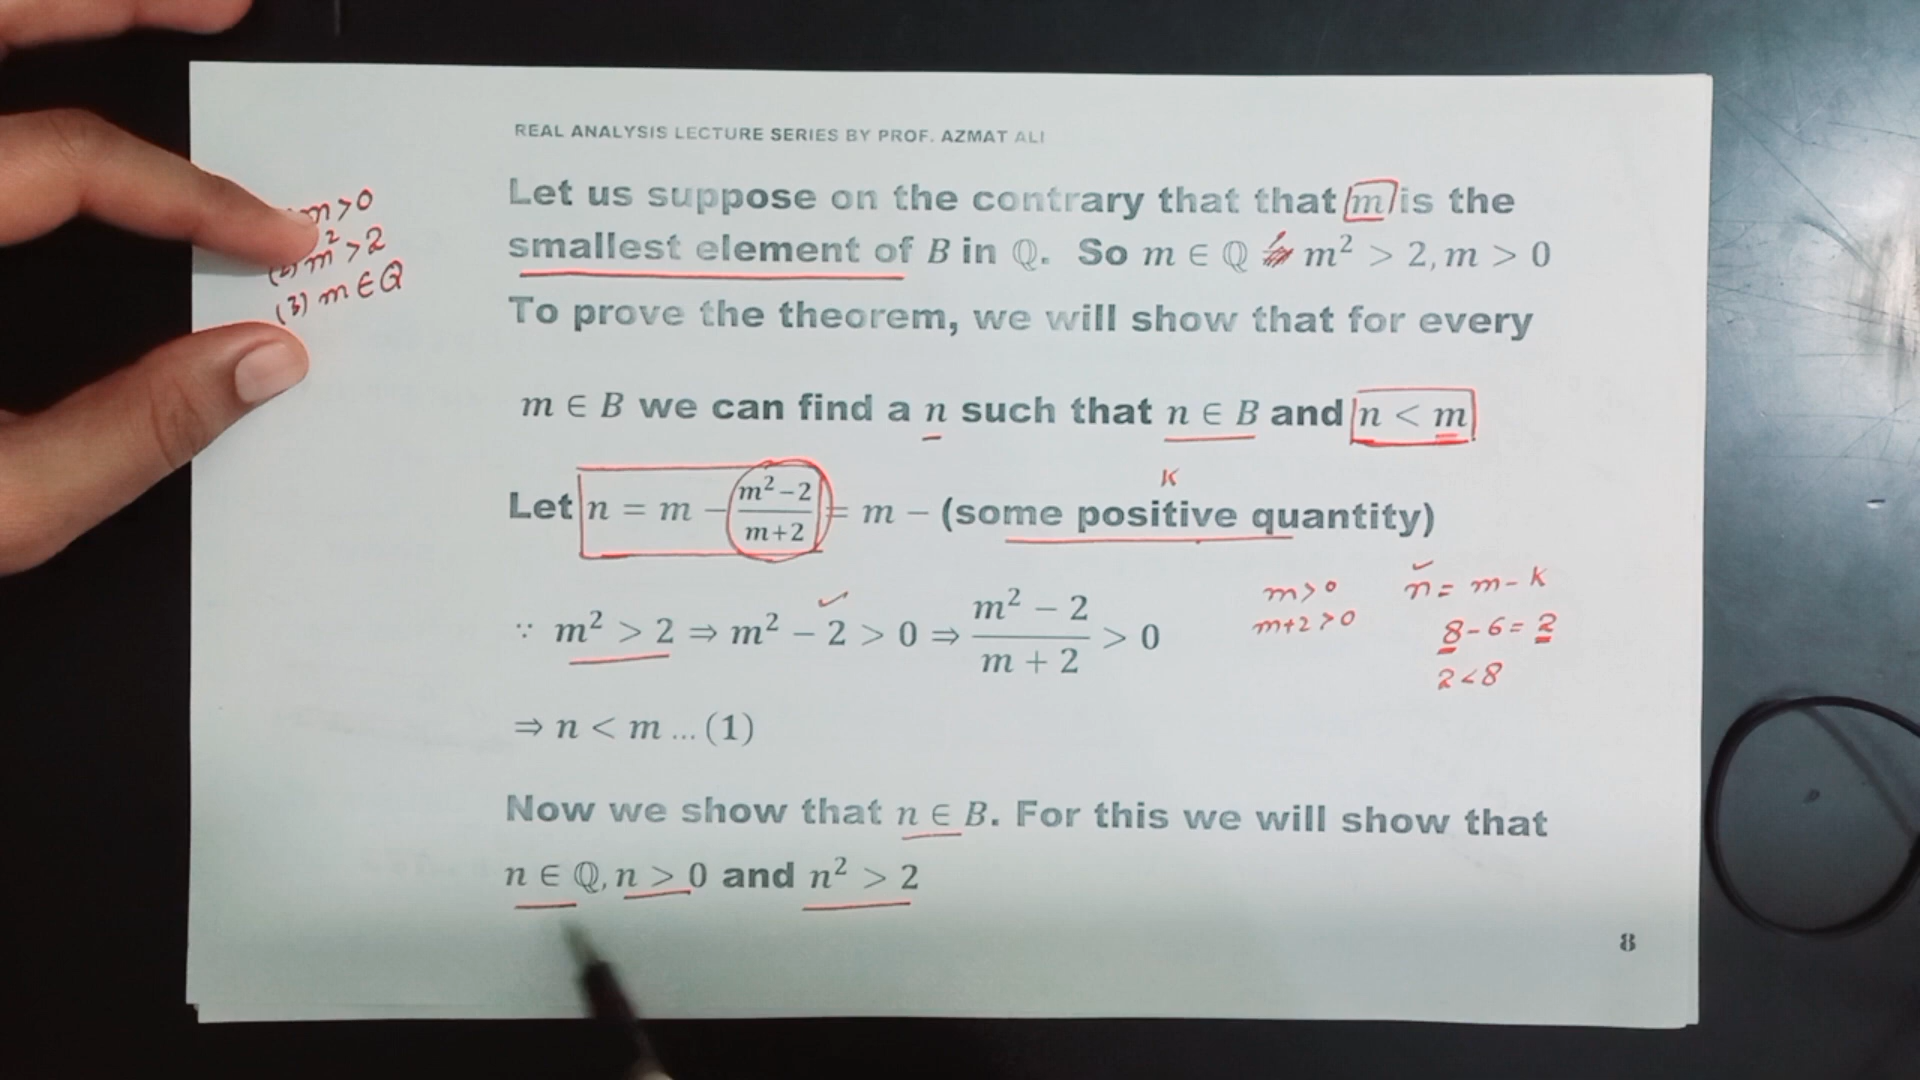 REAL ANALYSIS LECTURE SERIES BY PROF. AZMAT ALI
m>0
(2) m² >2
(3) m∈Q
Let us suppose on the contrary that that m is the
smallest element of B in ℚ. So m ∈ ℚ m² > 2, m > 0
To prove the theorem, we will show that for every
m ∈ B we can find a n such that n ∈ B and n < m
K
Let n = m − (m²−2)/(m+2) = m − (some positive quantity)
∵ m² > 2 ⇒ m² − 2 > 0 ⇒ (m² − 2)/(m + 2) > 0
m>0
m+2>0
n = m - K
8-6=2
2<8
⇒ n < m ... (1)
Now we show that n ∈ B. For this we will show that
n ∈ ℚ, n > 0 and n² > 2
8